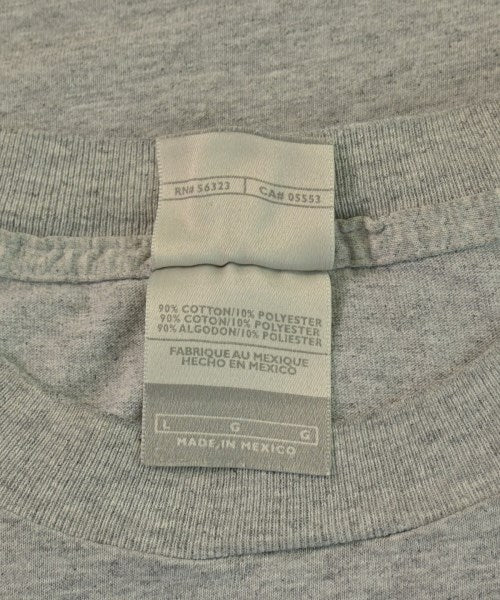 RN# 56323 CA# 05553
90% COTTON/10% POLYESTER
90% COTON/10% POLYESTER
90% ALGODON/10% POLIESTER
FABRIQUE AU MEXIQUE
HECHO EN MEXICO
L G G
MADE IN MEXICO